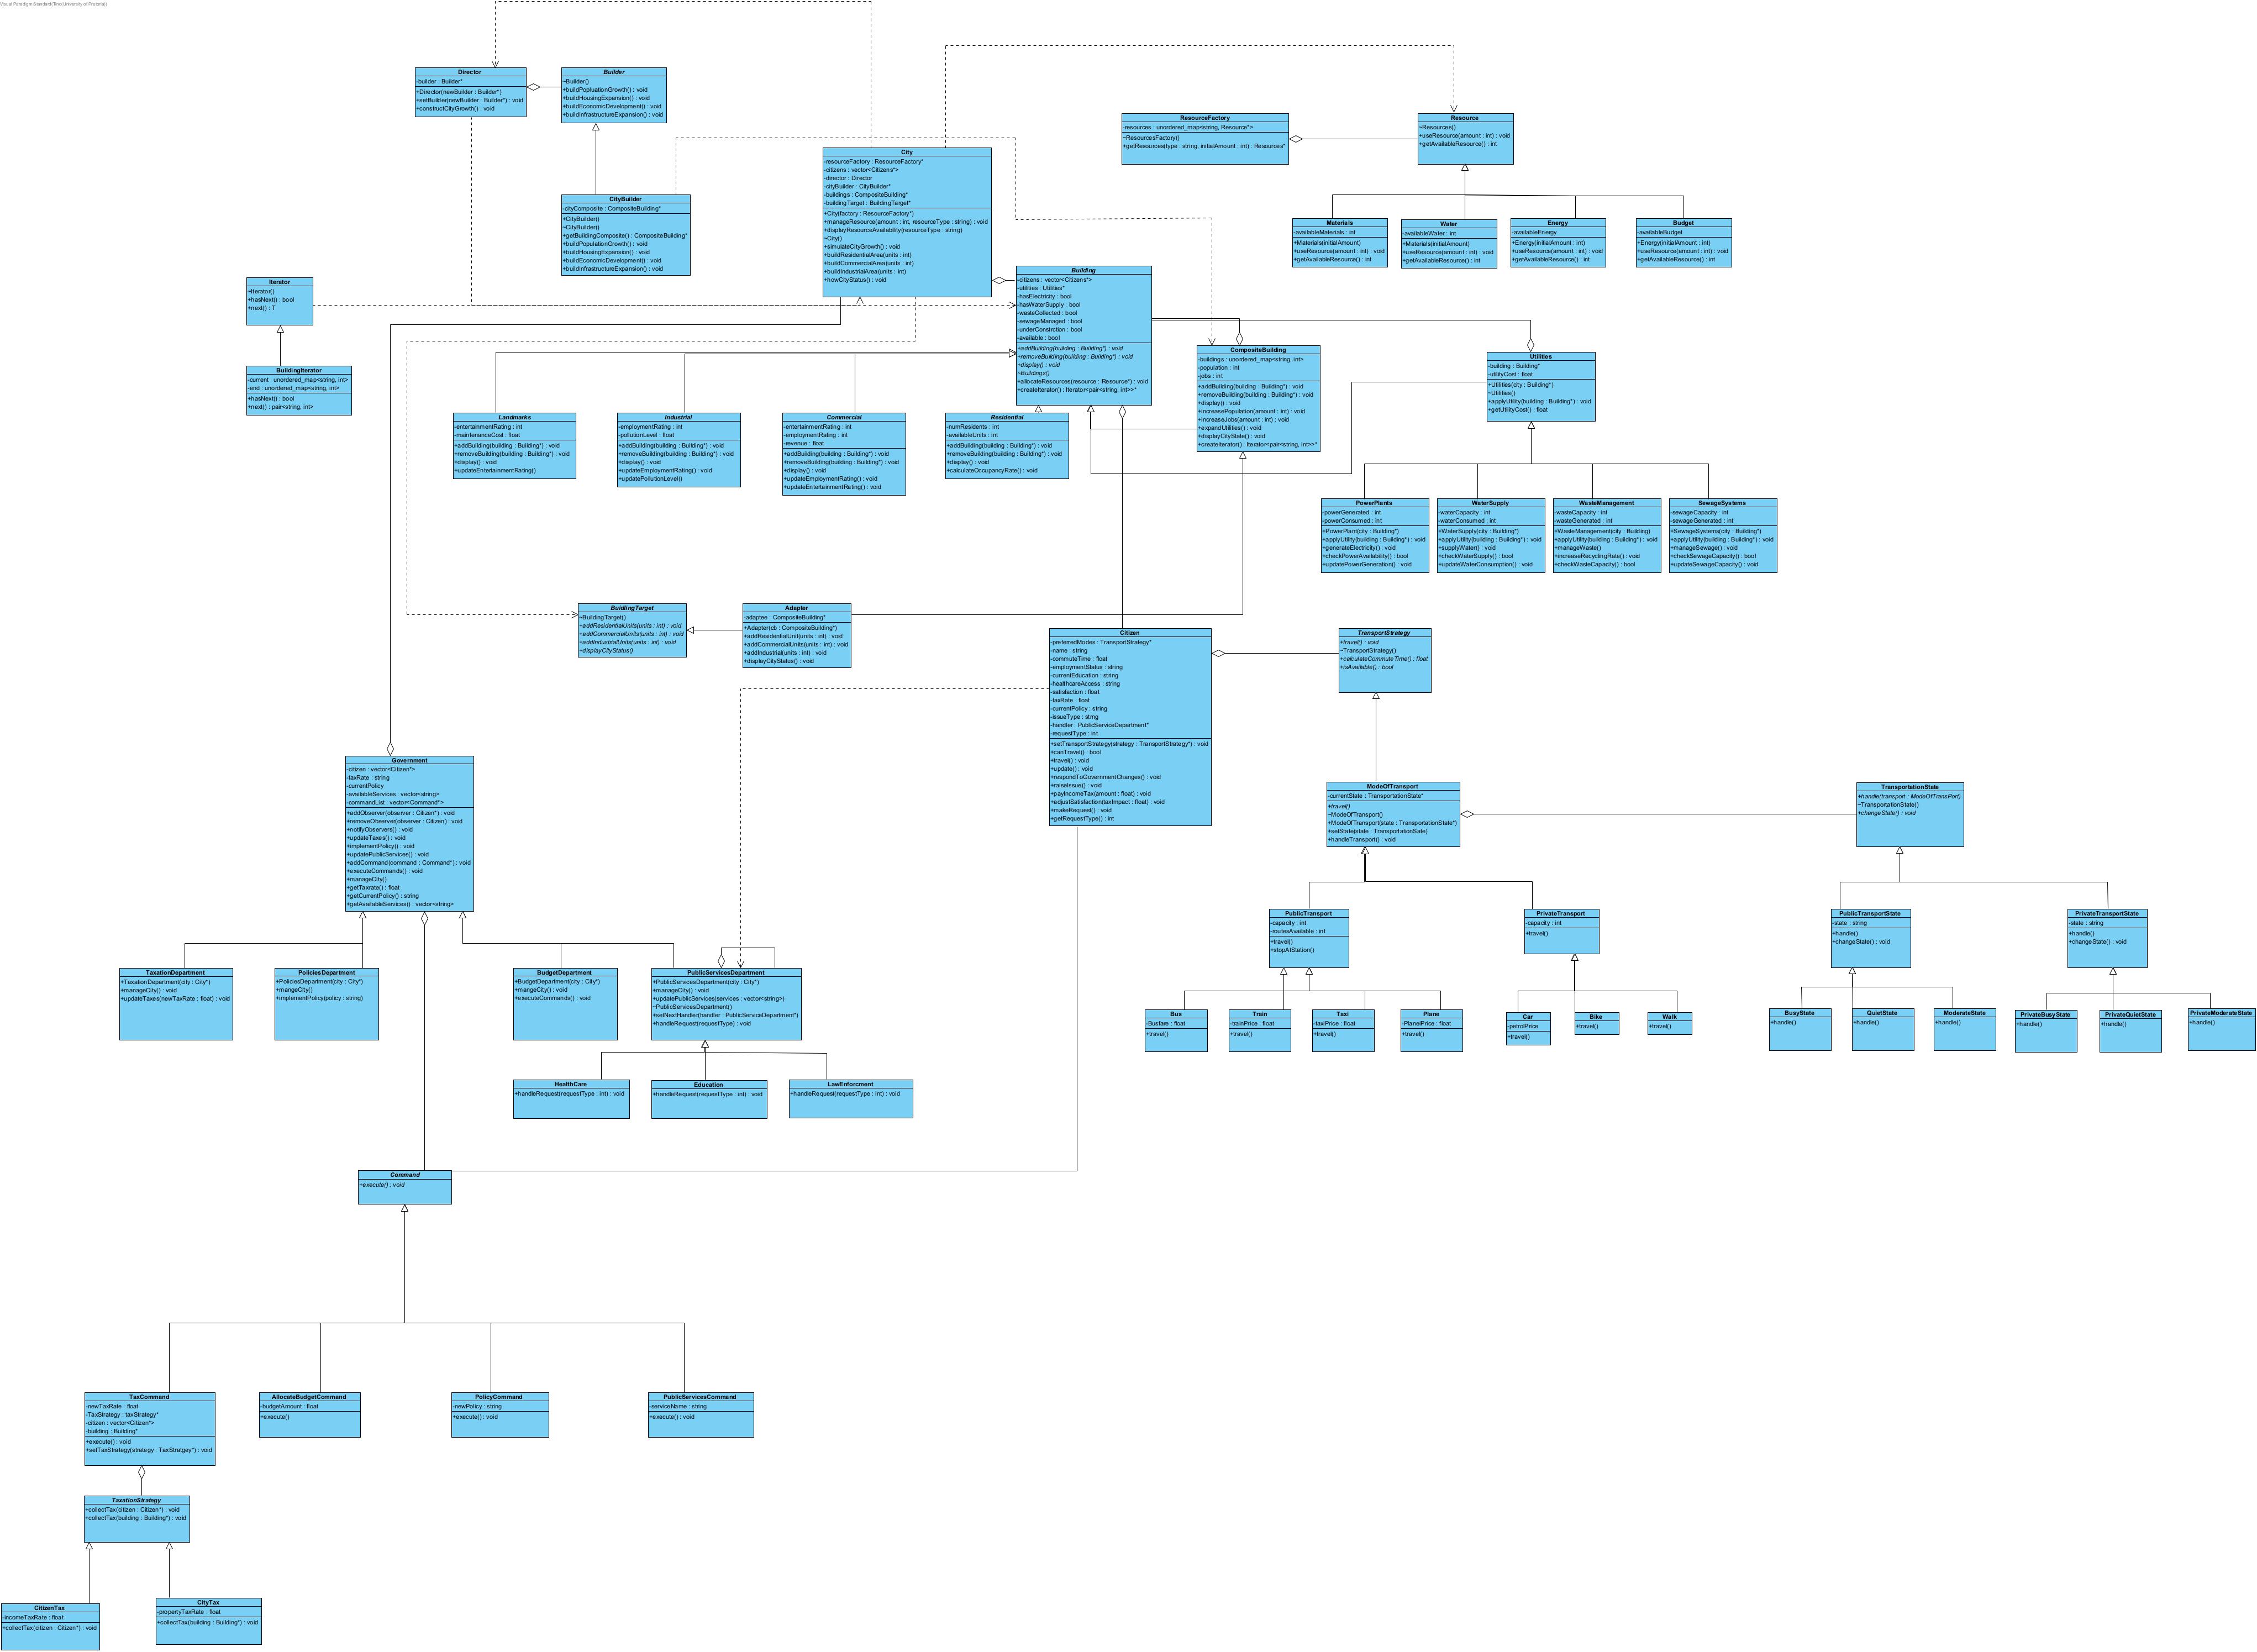 Visual Paradigm Standard(Tino(University of Pretoria))
Director
-builder : Builder*
+Director(newBuilder : Builder*)
+setBuilder(newBuilder : Builder*) : void
+constructCityGrowth() : void
Builder
~Builder()
+buildPopluationGrowth() : void
+buildHousingExpansion() : void
+buildEconomicDevelopment() : void
+buildInfrastructureExpansion() : void
ResourceFactory
-resources : unordered_map<string, Resource*>
~ResourcesFactory()
+getResources(type : string, initialAmount : int) : Resources*
Resource
~Resources()
+useResource(amount : int) : void
+getAvailableResource() : int
City
-resourceFactory : ResourceFactory*
-citizens : vector<Citizens*>
-director : Director
-cityBuilder : CityBuilder*
-buildings : CompositeBuilding*
-buildingTarget : BuildingTarget*
+City(factory : ResourceFactory*)
+manageResource(amount : int, resourceType : string) : void
+displayResourceAvailability(resourceType : string)
~City()
+simulateCityGrowth() : void
+buildResidentialArea(units : int)
+buildCommercialArea(units : int)
+buildIndustrialArea(units : int)
+howCityStatus() : void
CityBuilder
-cityComposite : CompositeBuilding*
+CityBuilder()
~CityBuilder()
+getBuildingComposite() : CompositeBuilding*
+buildPopulationGrowth() : void
+buildHousingExpansion() : void
+buildEconomicDevelopment() : void
+buildInfrastructureExpansion() : void
Materials
-availableMaterials : int
+Materials(initialAmount)
+useResource(amount : int) : void
+getAvailableResource() : int
Water
-availableWater : int
+Materials(initialAmount)
+useResource(amount : int) : void
+getAvailableResource() : int
Energy
-availableEnergy
+Energy(initialAmount : int)
+useResource(amount : int) : void
+getAvailableResource() : int
Budget
-availableBudget
+Energy(initialAmount : int)
+useResource(amount : int) : void
+getAvailableResource() : int
Iterator
~Iterator()
+hasNext() : bool
+next() : T
Building
-citizens : vector<Citizens*>
-utilities : Utilities*
-hasElectricity : bool
-hasWaterSupply : bool
-wasteCollected : bool
-sewageManaged : bool
-underConstrction : bool
-available : bool
+addBuilding(building : Building*) : void
+removeBuilding(building : Building*) : void
+display() : void
~Buildings()
+allocateResources(resource : Resource*) : void
+createIterator() : Iterator<pair<string, int>>*
BuildingIterator
-current : unordered_map<string, int>
-end : unordered_map<string, int>
+hasNext() : bool
+next() : pair<string, int>
CompositeBuilding
-buildings : unordered_map<string, int>
-population : int
-jobs : int
+addBuilding(building : Building*) : void
+removeBuilding(building : Building*) : void
+display() : void
+increasePopulation(amount : int) : void
+increaseJobs(amount : int) : void
+expandUtilities() : void
+displayCityState() : void
+createIterator() : Iterator<pair<string, int>>*
Utilities
-building : Building*
-utilityCost : float
+Utilities(city : Building*)
~Utilities()
+applyUtility(building : Building*) : void
+getUtilityCost() : float
Landmarks
-entertainmentRating : int
-maintenanceCost : float
+addBuilding(building : Building*) : void
+removeBuilding(building : Building*) : void
+display() : void
+updateEntertainmentRating()
Industrial
-employmentRating : int
-pollutionLevel : float
+addBuilding(building : Building*) : void
+removeBuilding(building : Building*) : void
+display() : void
+updateEmploymentRating() : void
+updatePollutionLevel()
Commercial
-entertainmentRating : int
-employmentRating : int
-revenue : float
+addBuilding(building : Building*) : void
+removeBuilding(building : Building*) : void
+display() : void
+updateEmploymentRating() : void
+updateEntertainmentRating() : void
Residential
-numResidents : int
-availableUnits : int
+addBuilding(building : Building*) : void
+removeBuilding(building : Building*) : void
+display() : void
+calculateOccupancyRate() : void
PowerPlants
-powerGenerated : int
-powerConsumed : int
+PowerPlant(city : Building*)
+applyUtility(building : Building*) : void
+generateElectricity() : void
+checkPowerAvailability() : bool
+updatePowerGeneration() : void
WaterSupply
-waterCapacity : int
-waterConsumed : int
+WaterSupply(city : Building*)
+applyUtility(building : Building*) : void
+supplyWater() : void
+checkWaterSupply() : bool
+updateWaterConsumption() : void
WasteManagement
-wasteCapacity : int
-wasteGenerated : int
+WasteManagement(city : Building)
+applyUtility(building : Building*) : void
+manageWaste()
+increaseRecyclingRate() : void
+checkWasteCapacity() : bool
SewageSystems
-sewageCapacity : int
-sewageGenerated : int
+SewageSystems(city : Building*)
+applyUtility(building : Building*) : void
+manageSewage() : void
+checkSewageCapacity() : bool
+updateSewageCapacity() : void
BuidlingTarget
~BuildingTarget()
+addResidentialUnits(units : int) : void
+addCommercialUnits(units : int) : void
+addIndustrialUnits(units : int) : void
+displayCityStatus()
Adapter
-adaptee : CompositeBuilding*
+Adapter(cb : CompositeBuilding*)
+addResidentialUnit(units : int) : void
+addCommercialUnits(units : int) : void
+addIndustrial(units : int) : void
+displayCityStatus() : void
Citizen
-preferredModes : TransportStrategy*
-name : string
-commuteTime : float
-employmentStatus : string
-currentEducation : string
-healthcareAccess : string
-satisfaction : float
-taxRate : float
-currentPolicy : string
-issueType : string
-handler : PublicServiceDepartment*
-requestType : int
+setTransportStrategy(strategy : TransportStrategy*) : void
+canTravel() : bool
+travel() : void
+update() : void
+respondToGovernmentChanges() : void
+raiseIssue() : void
+payIncomeTax(amount : float) : void
+adjustSatisfaction(taxImpact : float) : void
+makeRequest() : void
+getRequestType() : int
TransportStrategy
+travel() : void
~TransportStrategy()
+calculateCommuteTime() : float
+isAvailable() : bool
Government
-citizen : vector<Citizen*>
-taxRate : string
-currentPolicy
-availableServices : vector<string>
-commandList : vector<Command*>
+addObserver(observer : Citizen*) : void
+removeObserver(observer : Citizen) : void
+notifyObservers() : void
+updateTaxes() : void
+implementPolicy() : void
+updatePublicServices() : void
+addCommand(command : Command*) : void
+executeCommands() : void
+manageCity()
+getTaxrate() : float
+getCurrentPolicy() : string
+getAvailableServices() : vector<string>
ModeOfTransport
-currentState : TransportationState*
+travel()
~ModeOfTransport()
+ModeOfTransport(state : TransportationState*)
+setState(state : TransportationSate)
+handleTransport() : void
TransportationState
+handle(transport : ModeOfTransPort)
~TransportationState()
+changeState() : void
PublicTransport
-capacity : int
-routesAvailable : int
+travel()
+stopAtStation()
PrivateTransport
-capacity : int
+travel()
PublicTransportState
-state : string
+handle()
+changeState() : void
PrivateTransportState
-state : string
+handle()
+changeState() : void
TaxationDepartment
+TaxationDepartment(city : City*)
+manageCity() : void
+updateTaxes(newTaxRate : float) : void
PoliciesDepartment
+PoliciesDepartment(city : City*)
+mangeCity()
+implementPolicy(policy : string)
BudgetDepartment
+BudgetDepartment(city : City*)
+mangeCity() : void
+executeCommands() : void
PublicServicesDepartment
+PublicServicesDepartment(city : City*)
+manageCity() : void
+updatePublicServices(services : vector<string>)
~PublicServicesDepartment()
+setNextHandler(handler : PublicServiceDepartment*)
+handleRequest(requestType) : void
Bus
-Busfare : float
+travel()
Train
-trainPrice : float
+travel()
Taxi
-taxiPrice : float
+travel()
Plane
-PlanelPrice : float
+travel()
Car
-petrolPrice
+travel()
Bike
+travel()
Walk
+travel()
BusyState
+handle()
QuietState
+handle()
ModerateState
+handle()
PrivateBusyState
+handle()
PrivateQuietState
+handle()
PrivateModerateState
+handle()
HealthCare
+handleRequest(requestType : int) : void
Education
+handleRequest(requestType : int) : void
LawEnforcment
+handleRequest(requestType : int) : void
Command
+execute() : void
TaxCommand
-newTaxRate : float
-TaxStrategy : taxStrategy*
-citizen : vector<Citizen*>
-building : Building*
+execute() : void
+setTaxStrategy(strategy : TaxStratgey*) : void
AllocateBudgetCommand
-budgetAmount : float
+execute()
PolicyCommand
-newPolicy : string
+execute() : void
PublicServicesCommand
-serviceName : string
+execute() : void
TaxationStrategy
+collectTax(citizen : Citizen*) : void
+collectTax(building : Building*) : void
CitizenTax
-incomeTaxRate : float
+collectTax(citizen : Citizen*) : void
CityTax
-propertyTaxRate : float
+collectTax(building : Building*) : void